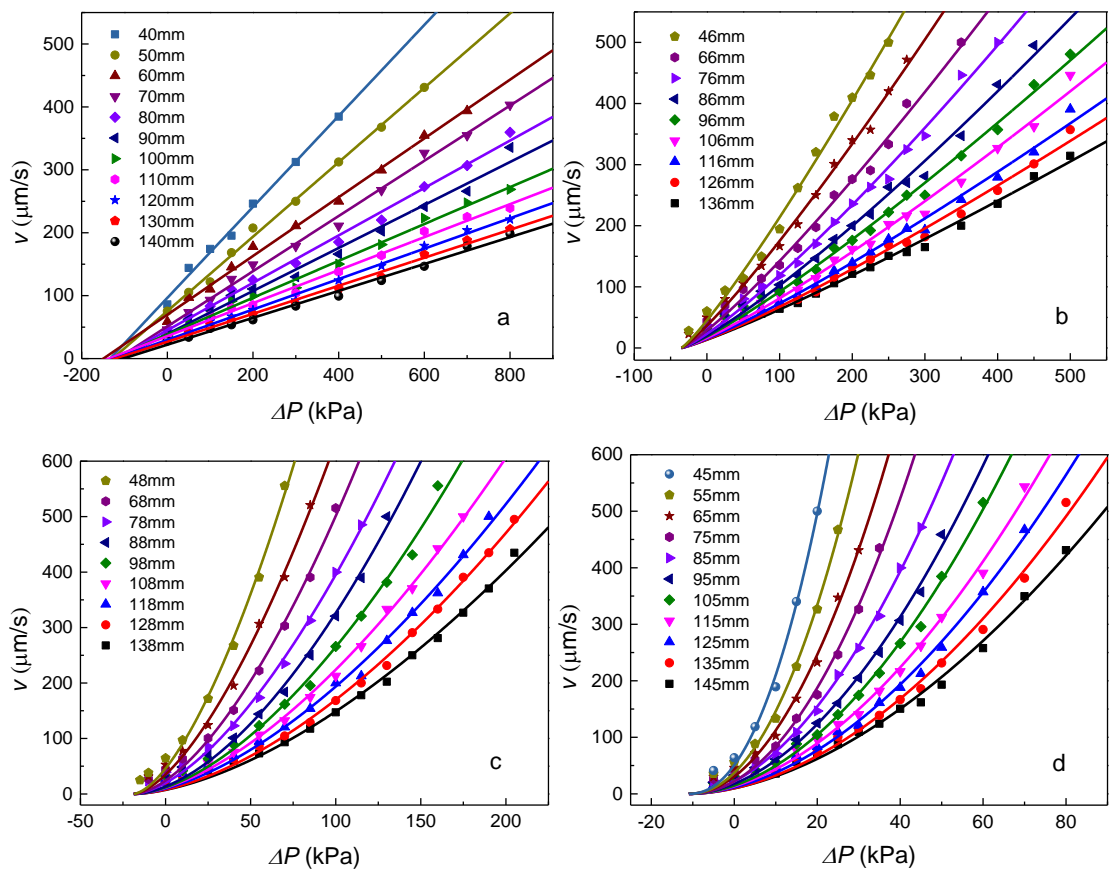 500
400
300
200
100
0
v (μm/s)
40mm
50mm
60mm
70mm
80mm
90mm
100mm
110mm
120mm
130mm
140mm
a
-200 0 200 400 600 800
ΔP (kPa)
500
400
300
200
100
0
v (μm/s)
46mm
66mm
76mm
86mm
96mm
106mm
116mm
126mm
136mm
b
-100 0 100 200 300 400 500
ΔP (kPa)
600
500
400
300
200
100
0
v (μm/s)
48mm
68mm
78mm
88mm
98mm
108mm
118mm
128mm
138mm
c
-50 0 50 100 150 200
ΔP (kPa)
600
500
400
300
200
100
0
v (μm/s)
45mm
55mm
65mm
75mm
85mm
95mm
105mm
115mm
125mm
135mm
145mm
d
-20 0 20 40 60 80
ΔP (kPa)